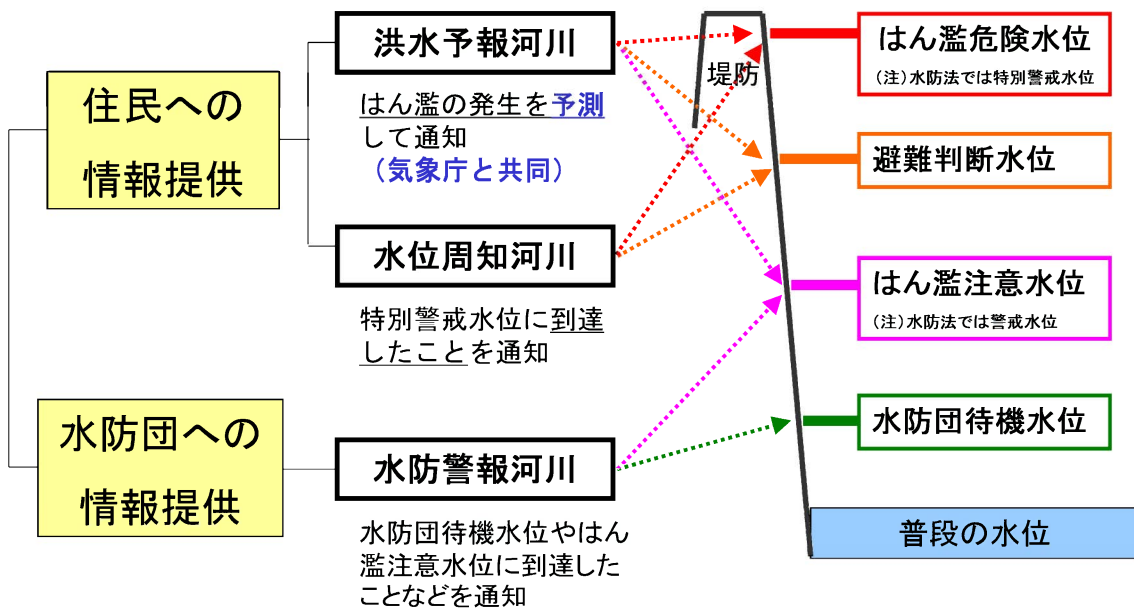 住民への
情報提供
洪水予報河川
はん濫の発生を予測
して通知
（気象庁と共同）
水位周知河川
特別警戒水位に到達
したことを通知
水防団への
情報提供
水防警報河川
水防団待機水位やはん
濫注意水位に到達した
ことなどを通知
堤防
はん濫危険水位
（注）水防法では特別警戒水位
避難判断水位
はん濫注意水位
（注）水防法では警戒水位
水防団待機水位
普段の水位